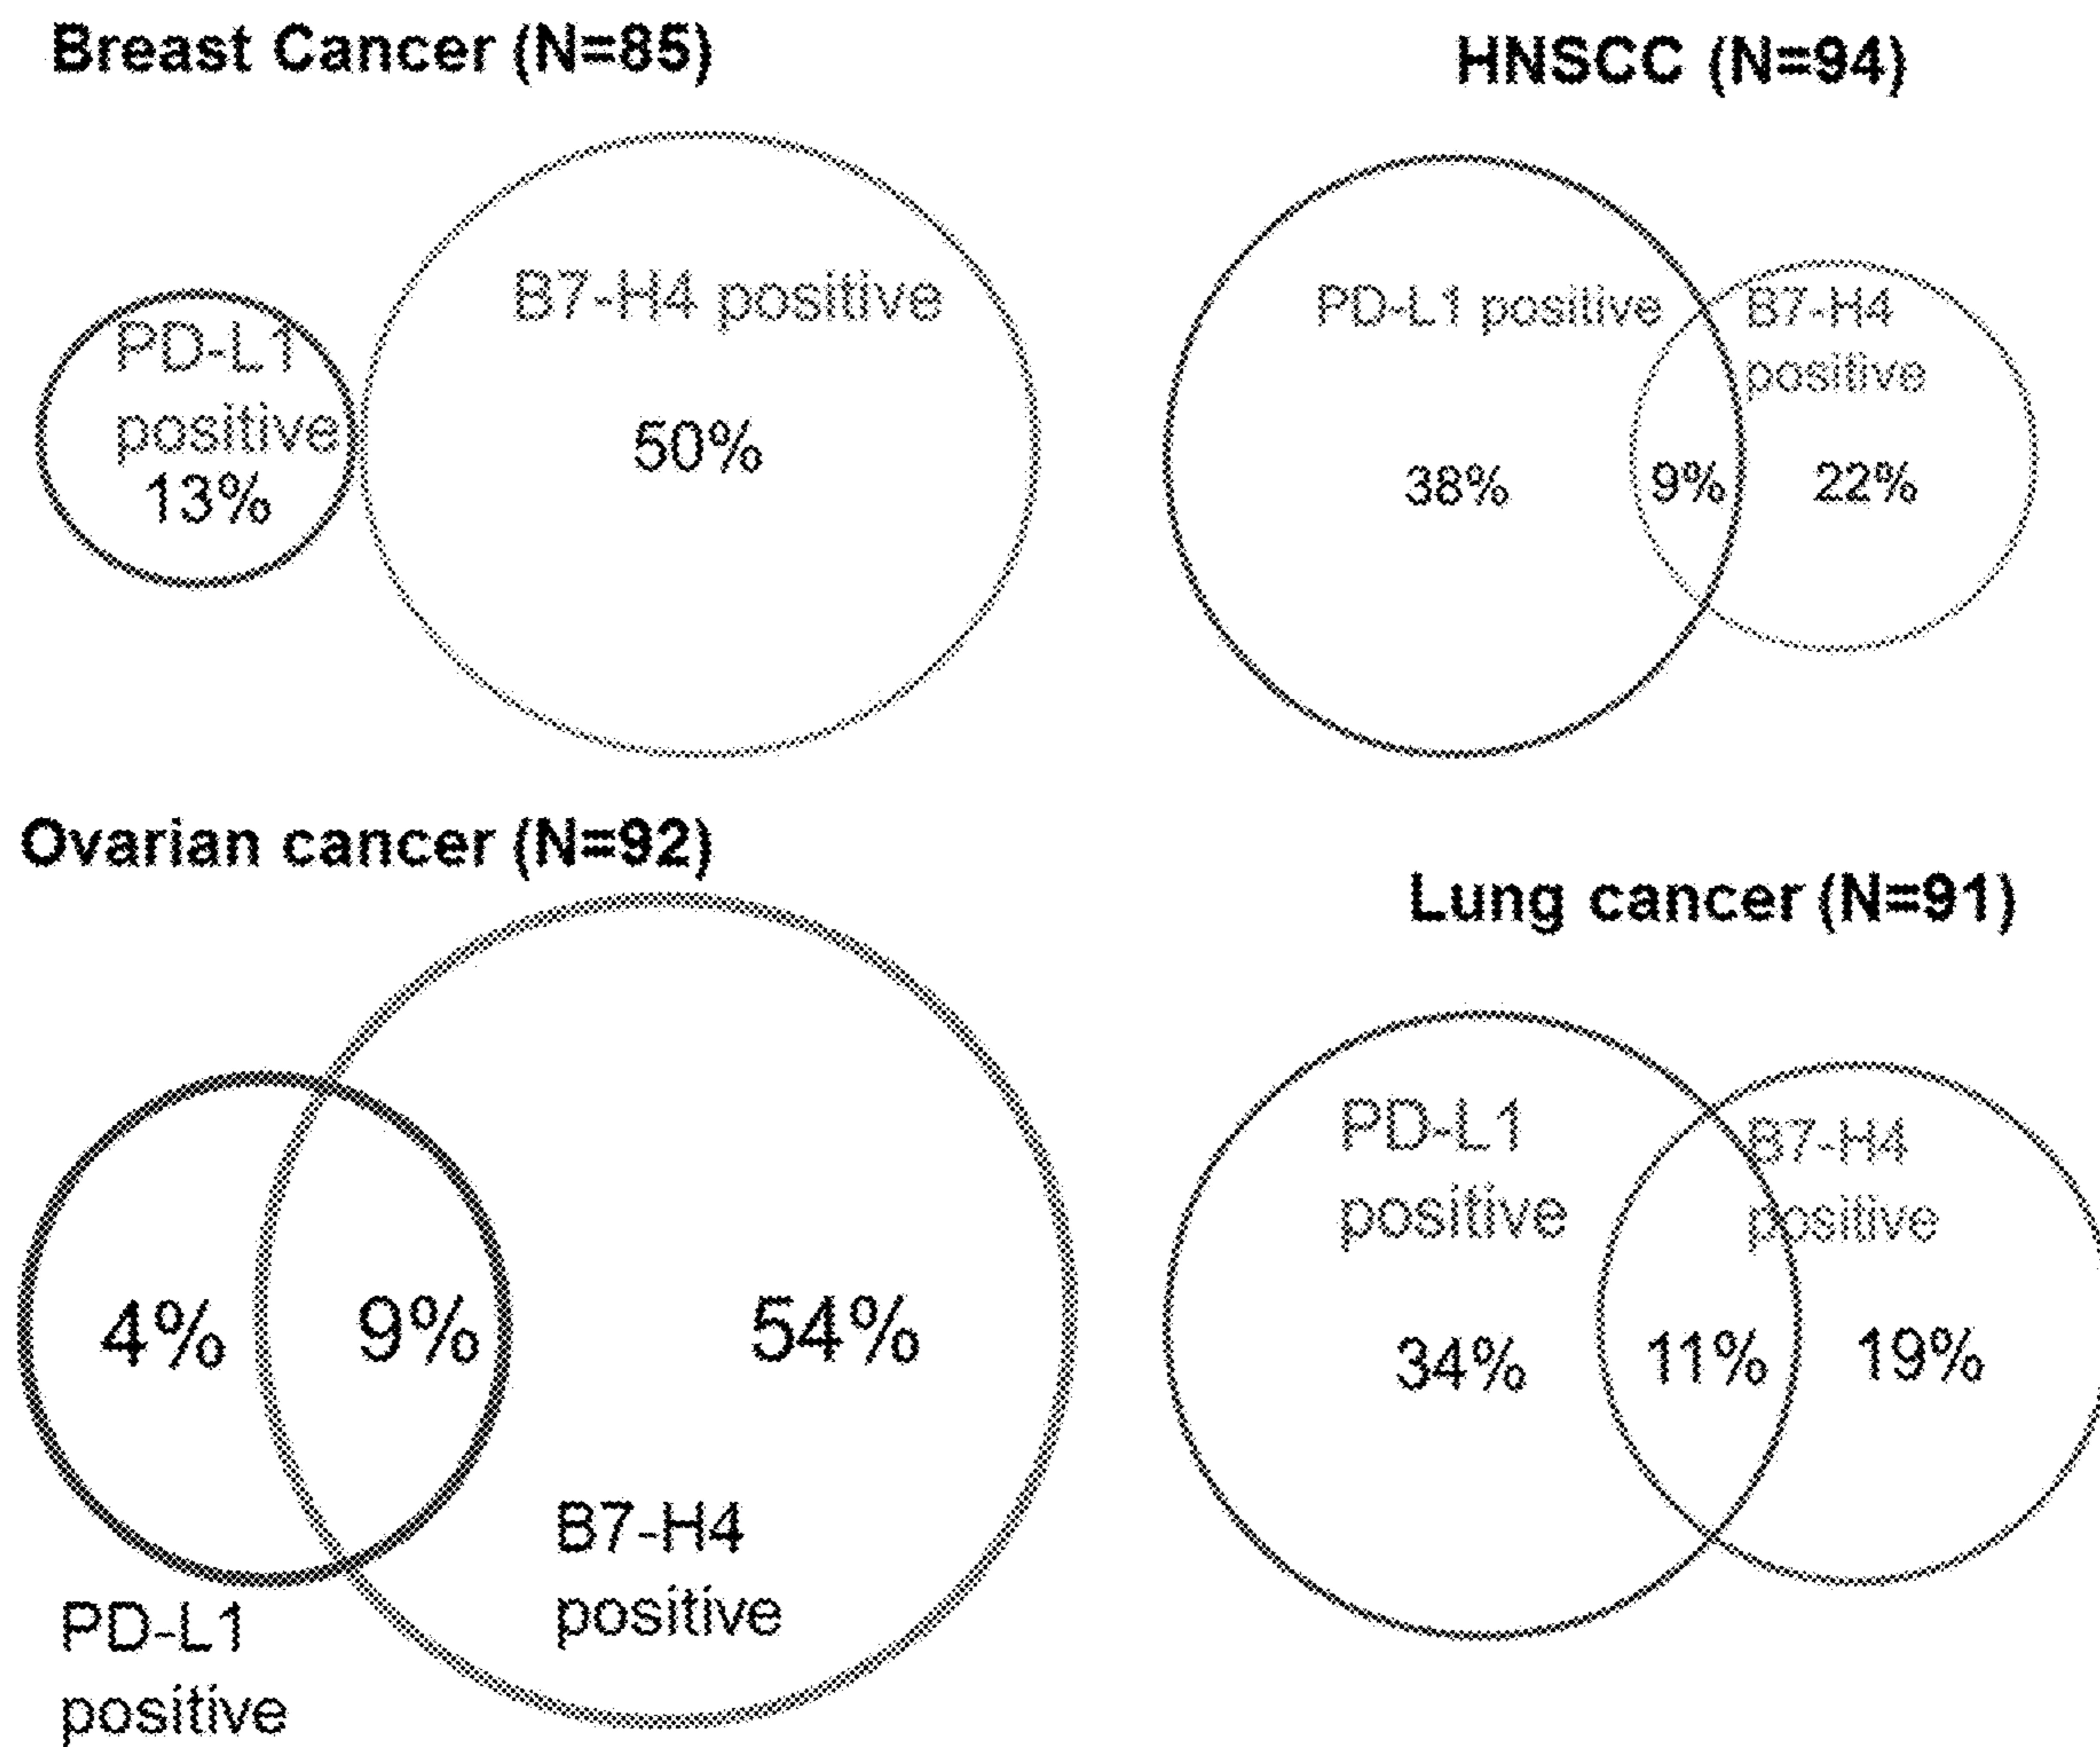 Breast Cancer (N=85)
PD-L1
positive
13%
B7-H4 positive
50%
HNSCC (N=94)
PD-L1 positive
38%
9%
B7-H4
positive
22%
Ovarian cancer (N=92)
4%
9%
54%
B7-H4
positive
PD-L1
positive
Lung cancer (N=91)
PD-L1
positive
34%
11%
B7-H4
positive
19%